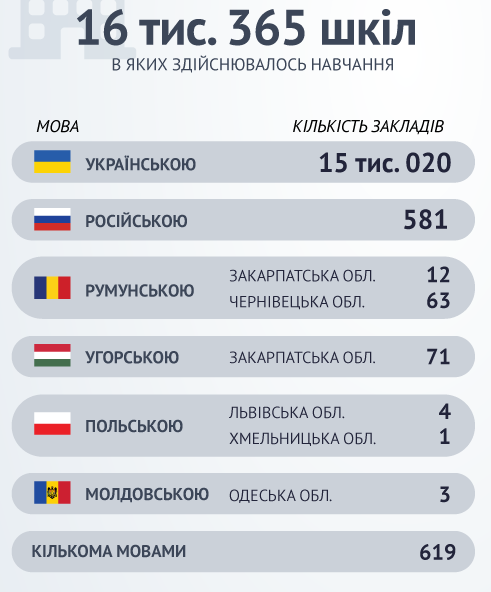 16 тис. 365 шкіл
В ЯКИХ ЗДІЙСНЮВАЛОСЬ НАВЧАННЯ
МОВА КІЛЬКІСТЬ ЗАКЛАДІВ
УКРАЇНСЬКОЮ 15 тис. 020
РОСІЙСЬКОЮ 581
РУМУНСЬКОЮ
ЗАКАРПАТСЬКА ОБЛ. 12
ЧЕРНІВЕЦЬКА ОБЛ. 63
УГОРСЬКОЮ ЗАКАРПАТСЬКА ОБЛ. 71
ПОЛЬСЬКОЮ
ЛЬВІВСЬКА ОБЛ. 4
ХМЕЛЬНИЦЬКА ОБЛ. 1
МОЛДОВСЬКОЮ ОДЕСЬКА ОБЛ. 3
КІЛЬКОМА МОВАМИ 619